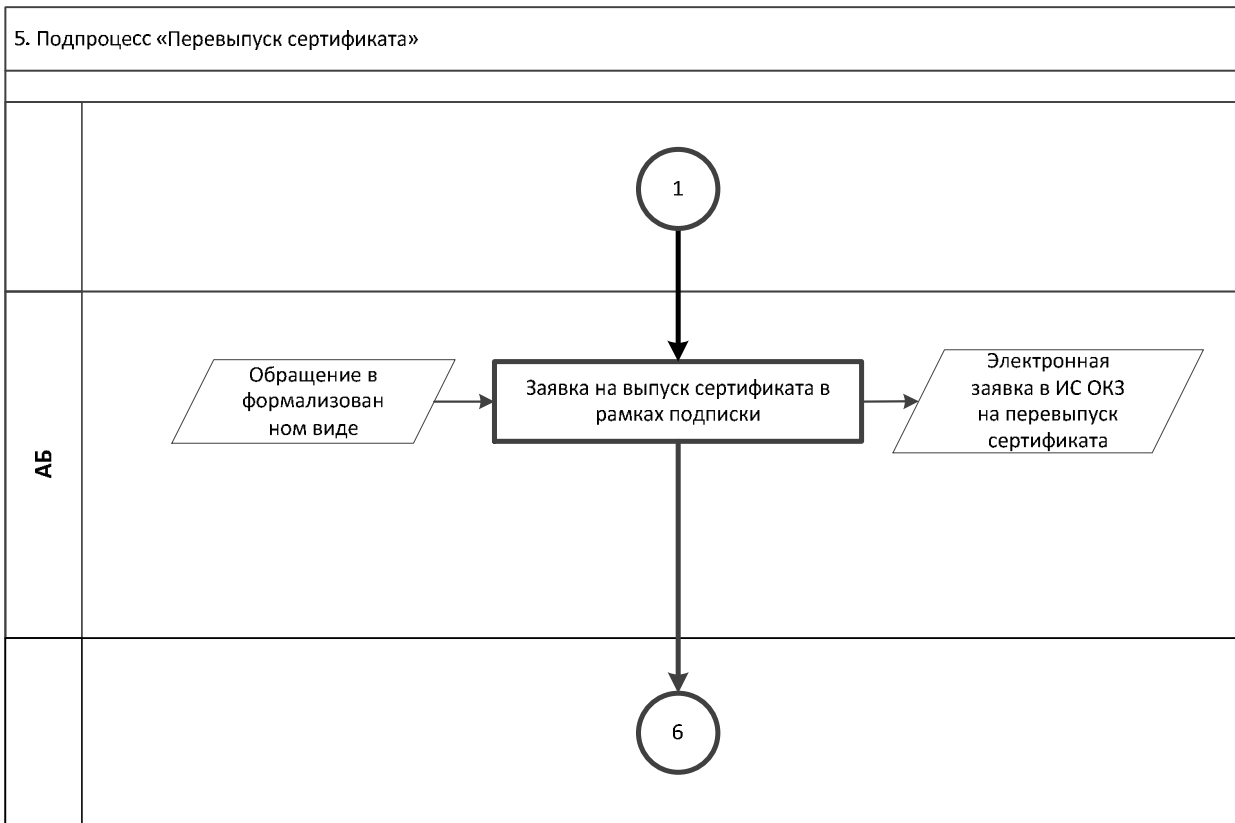 5. Подпроцесс «Перевыпуск сертификата»
1
АБ
Обращение в
формализован
ном виде
Заявка на выпуск сертификата в
рамках подписки
Электронная
заявка в ИС ОКЗ
на перевыпуск
сертификата
6